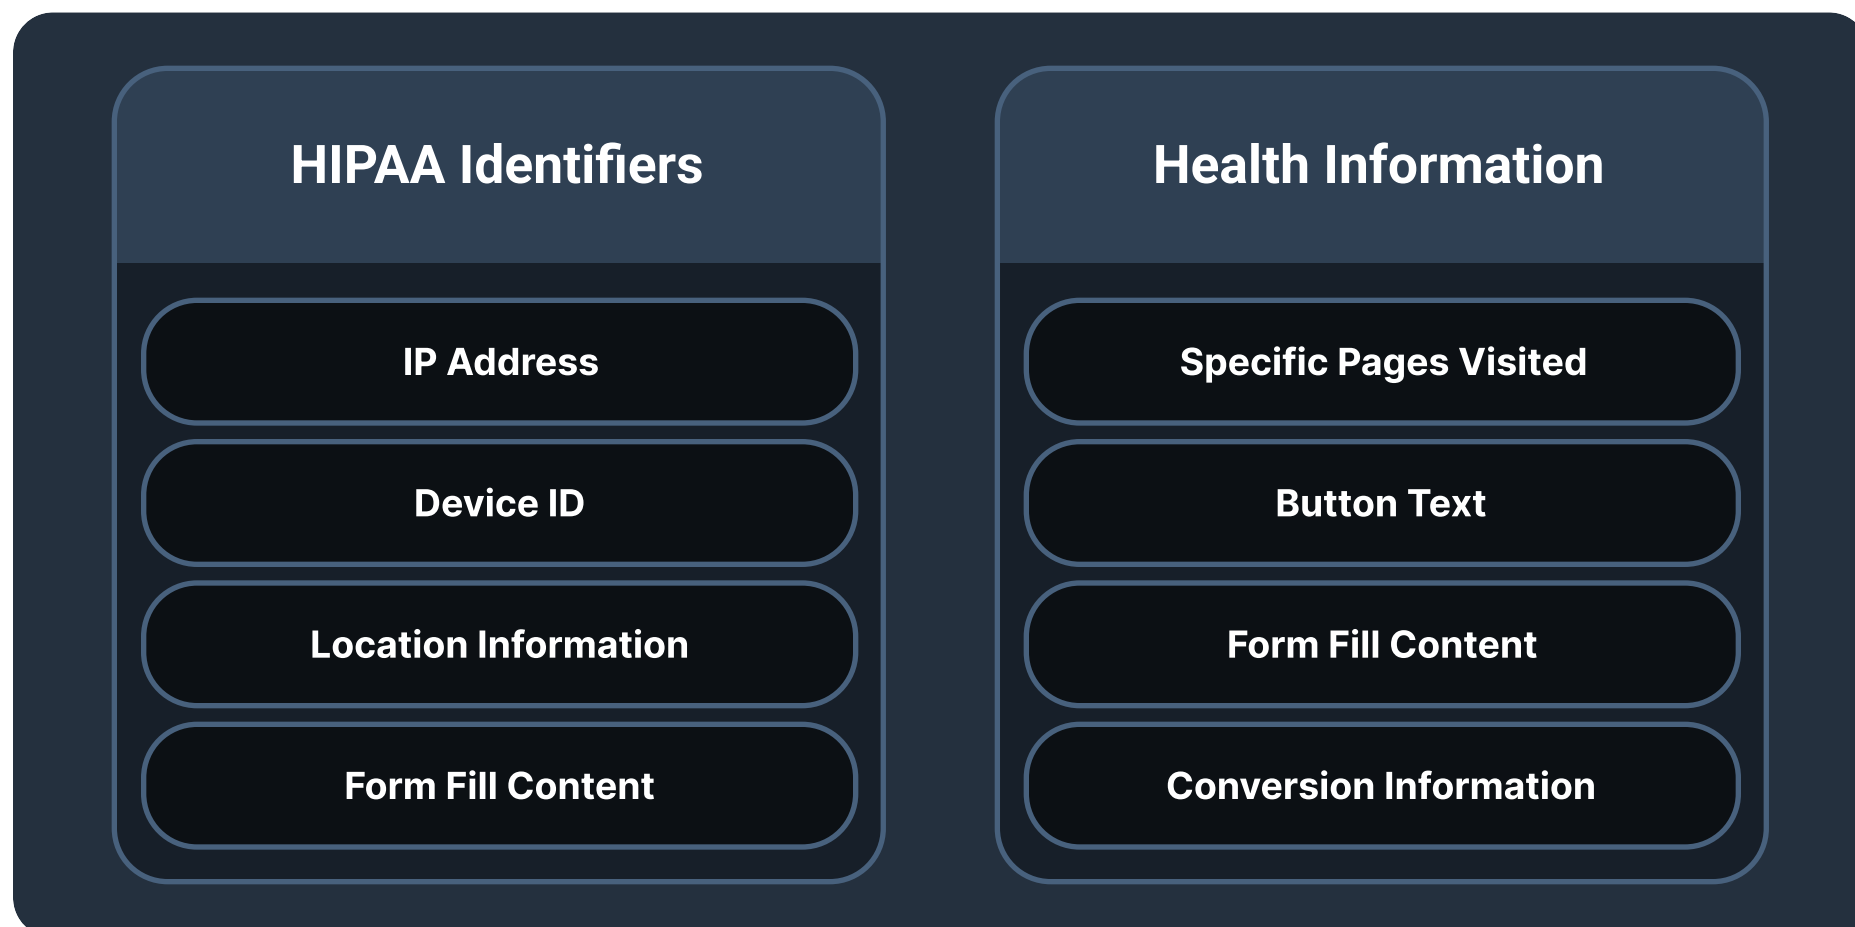 HIPAA Identifiers
IP Address
Device ID
Location Information
Form Fill Content
Health Information
Specific Pages Visited
Button Text
Form Fill Content
Conversion Information